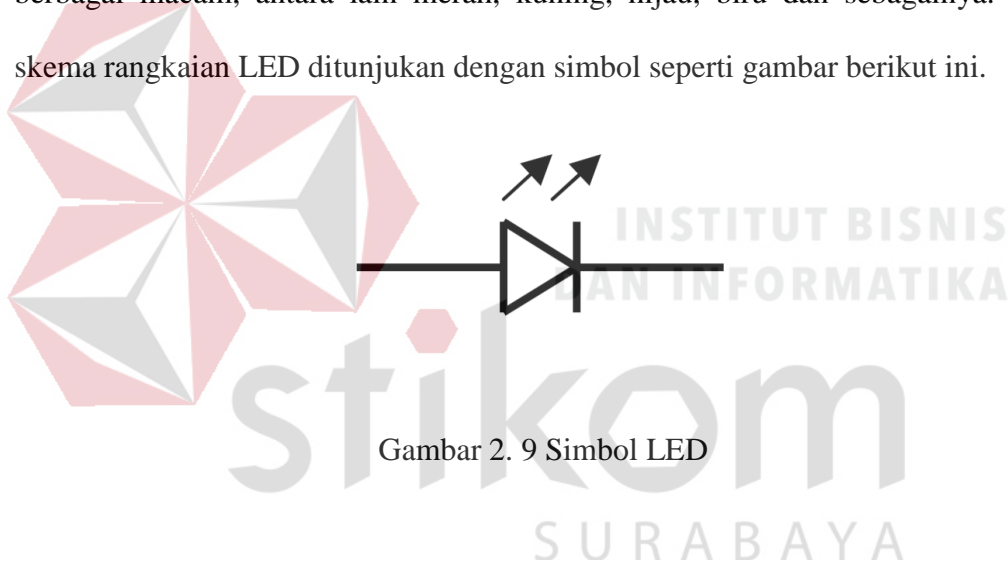 berbagai macam, antara lain merah, kuning, hijau, biru dan sebagainya.
skema rangkaian LED ditunjukan dengan simbol seperti gambar berikut ini.
INSTITUT BISNIS
DAN INFORMATIKA
stikom
Gambar 2. 9 Simbol LED
SURABAYA